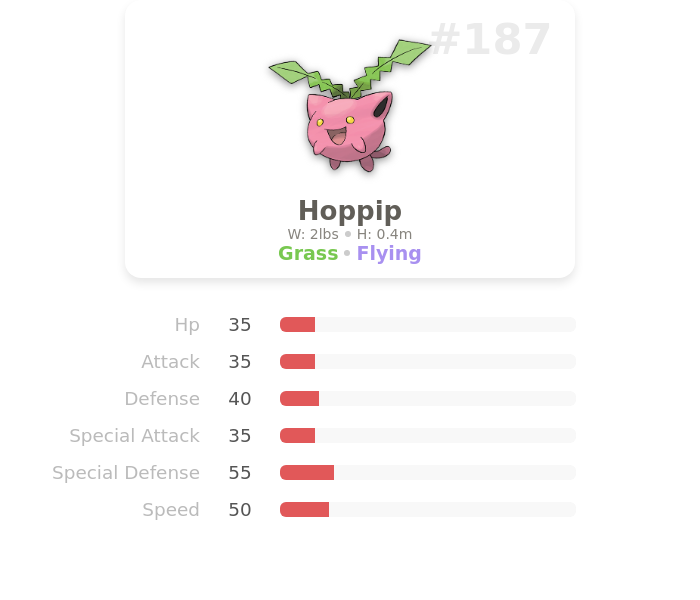 #187
Hoppip
W: 2lbs • H: 0.4m
Grass • Flying
Hp 35
Attack 35
Defense 40
Special Attack 35
Special Defense 55
Speed 50